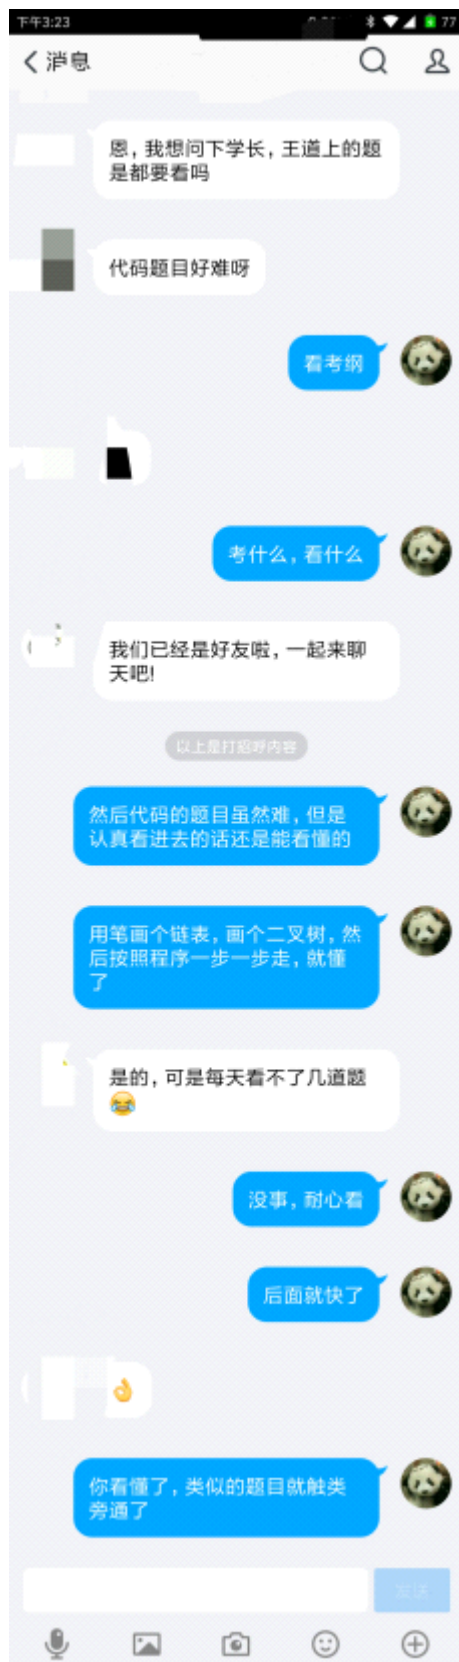 下午3:23
77
消息
恩，我想问下学长，王道上的题
是都要看吗
代码题目好难呀
看考纲
考什么，看什么
我们已经是好友啦，一起来聊
天吧!
以上是打招呼内容
然后代码的题目虽然难，但是
认真看进去的话还是能看懂的
用笔画个链表，画个二叉树，然
后按照程序一步一步走，就懂
了
是的，可是每天看不了几道题
😂
没事，耐心看
后面就快了
👌
你看懂了，类似的题目就触类
旁通了
发送